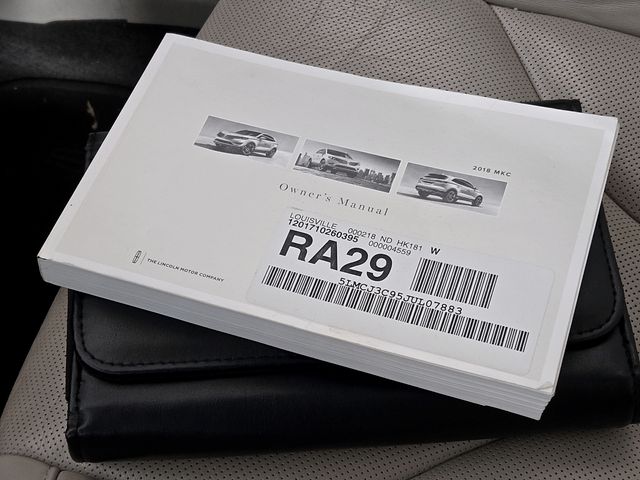 2018 MKC
Owner's Manual
LOUISVILLE 000218 ND HK181 W
1201710260395 000004559
RA29
5LMCJ3C95JUL07883
THE LINCOLN MOTOR COMPANY